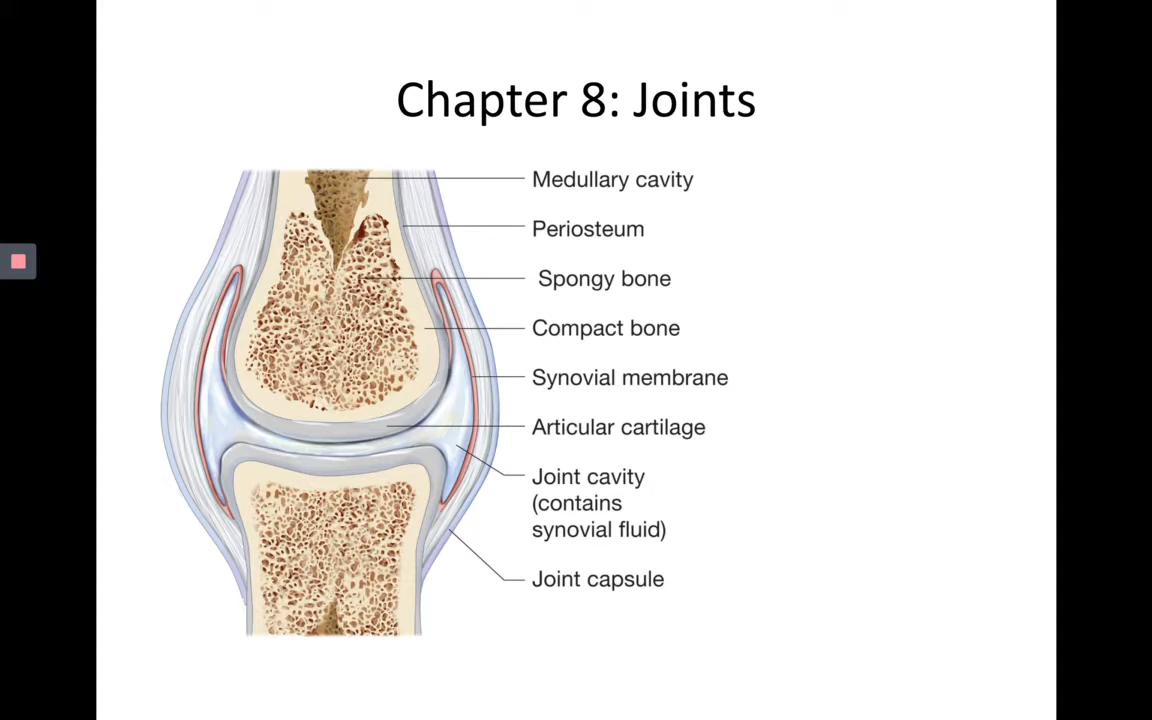 Chapter 8: Joints
Medullary cavity
Periosteum
Spongy bone
Compact bone
Synovial membrane
Articular cartilage
Joint cavity
(contains
synovial fluid)
Joint capsule